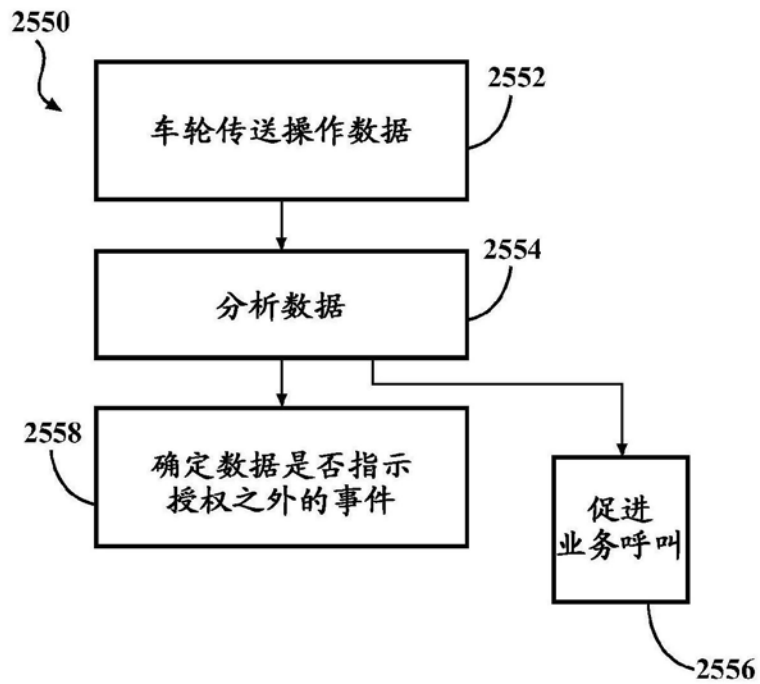 2550
2552
车轮传送操作数据
2554
分析数据
2558
确定数据是否指示
授权之外的事件
促进
业务呼叫
2556